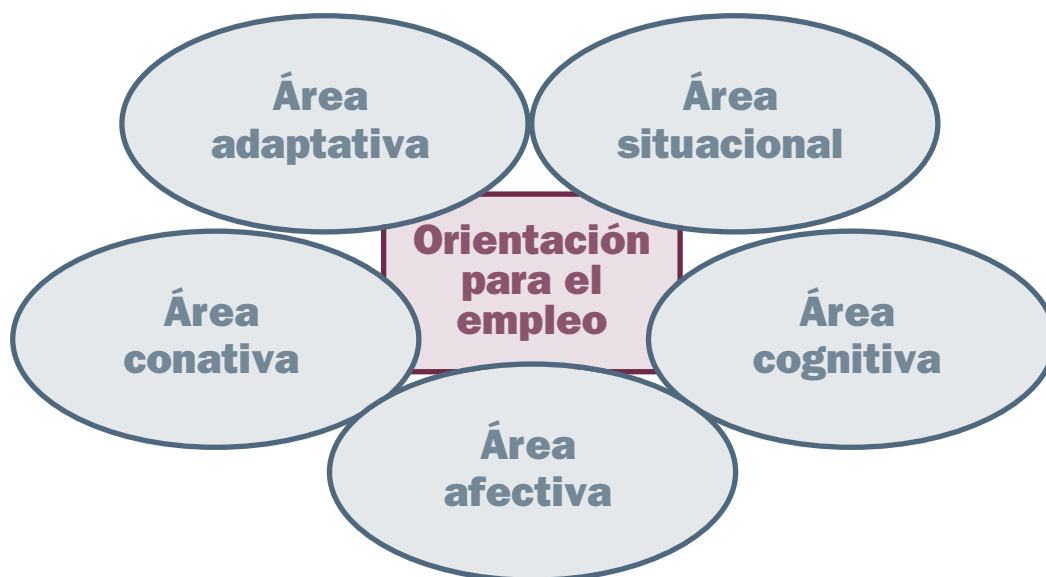 Área
adaptativa
Área
situacional
Orientación
para el
empleo
Área
conativa
Área
cognitiva
Área
afectiva